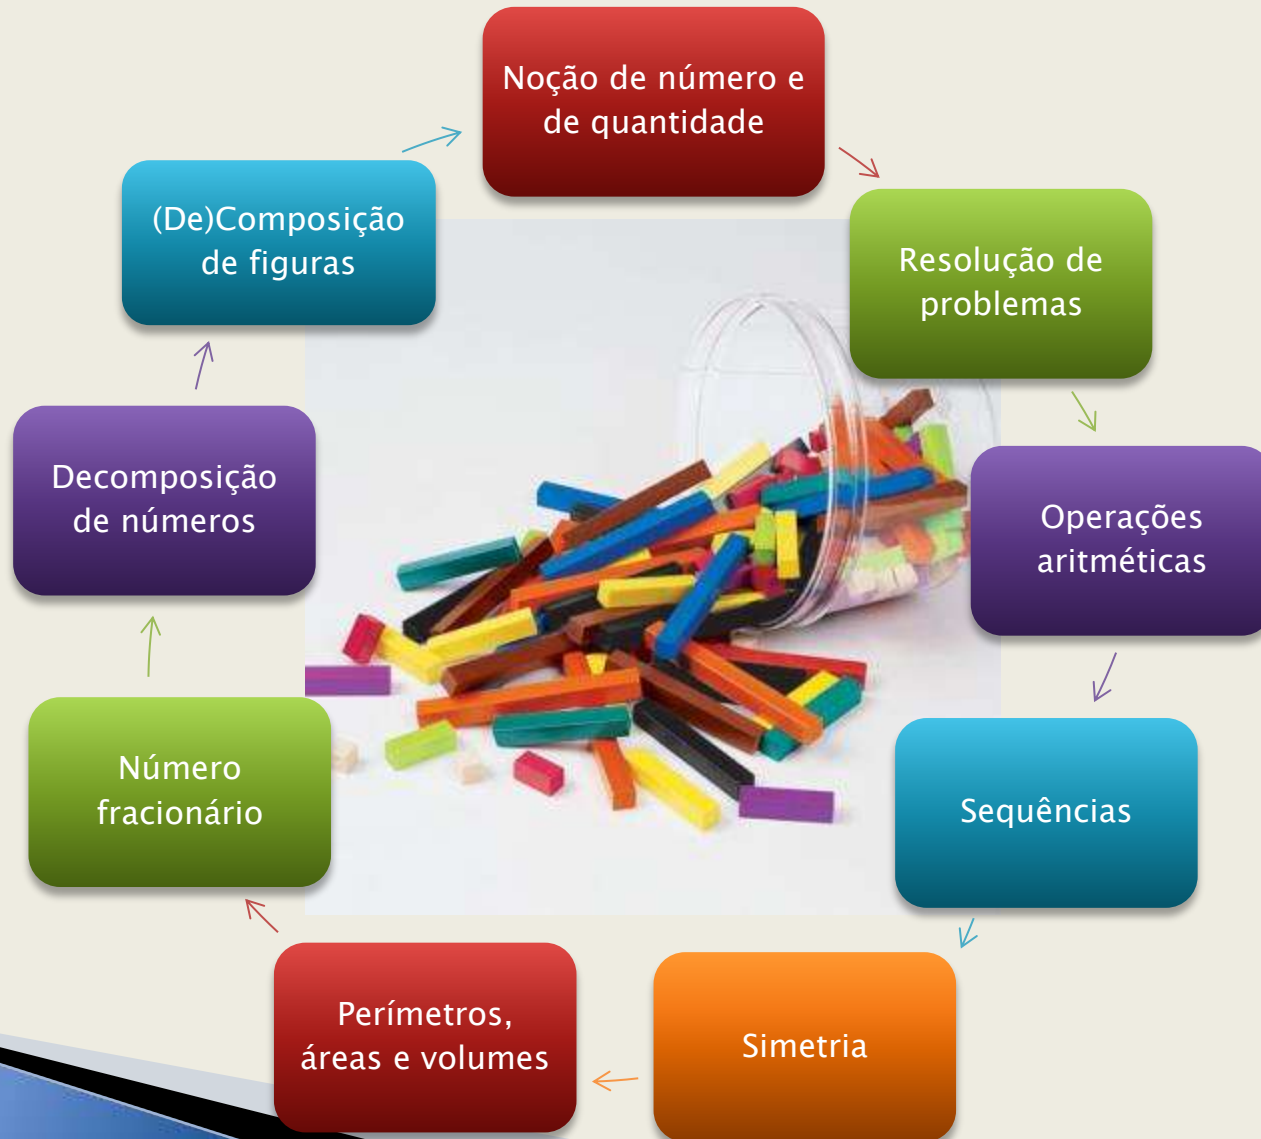 Noção de número e
de quantidade
Resolução de
problemas
Operações
aritméticas
Sequências
Simetria
Perímetros,
áreas e volumes
Número
fracionário
Decomposição
de números
(De)Composição
de figuras